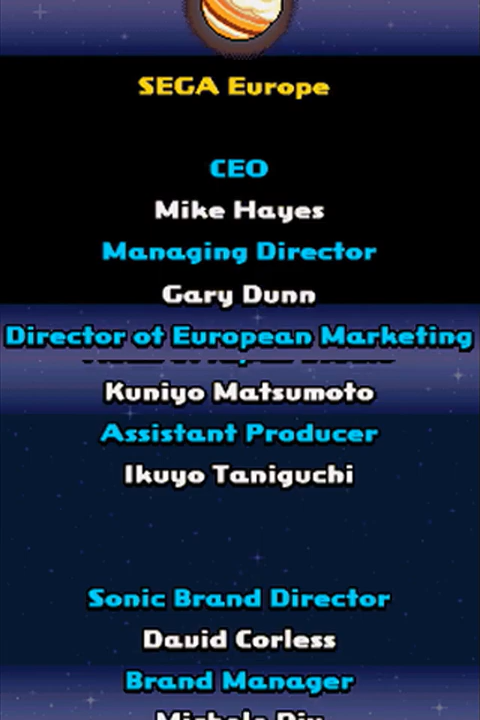 SEGA Europe
CEO
Mike Hayes
Managing Director
Gary Dunn
Director of European Marketing
Kuniyo Matsumoto
Assistant Producer
Ikuyo Taniguchi
Sonic Brand Director
David Corless
Brand Manager